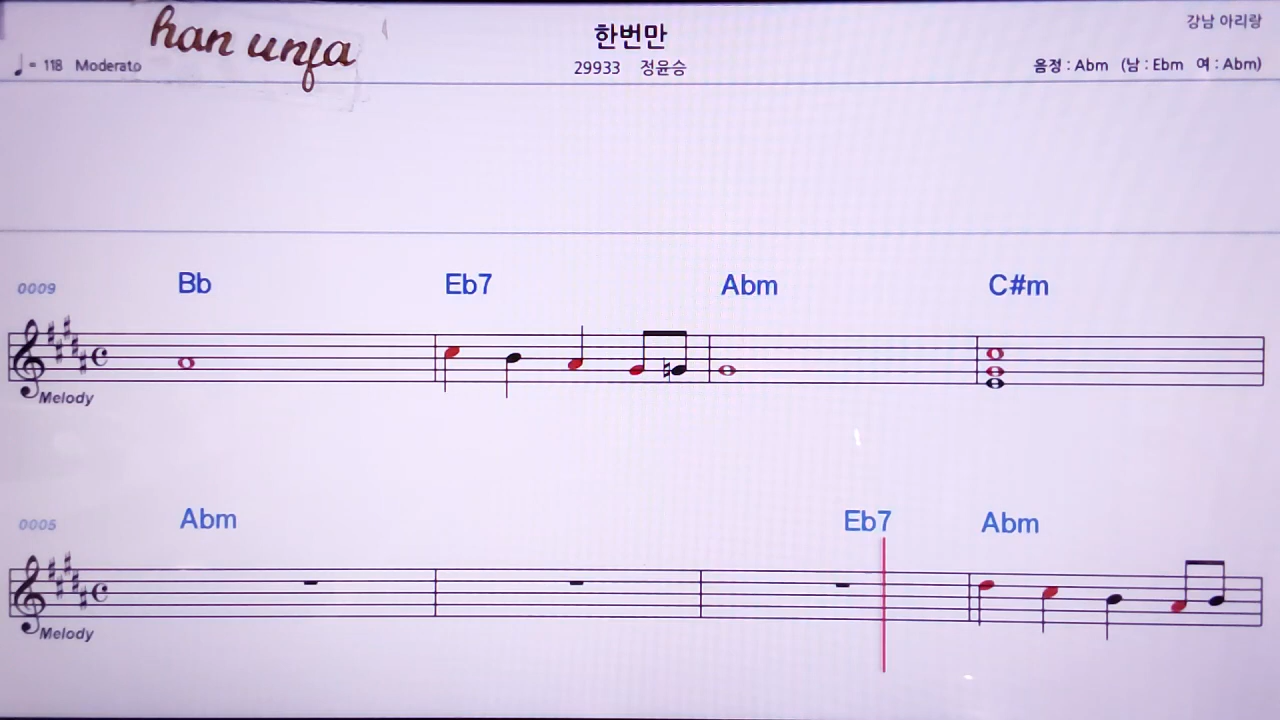 han unfa
한번만
강남 아리랑
♩= 118 Moderato
29933 정윤승
음정 : Abm (남 : Ebm 여 : Abm)
0009
Bb Eb7 Abm C#m
Melody
0005
Abm Eb7 Abm
Melody